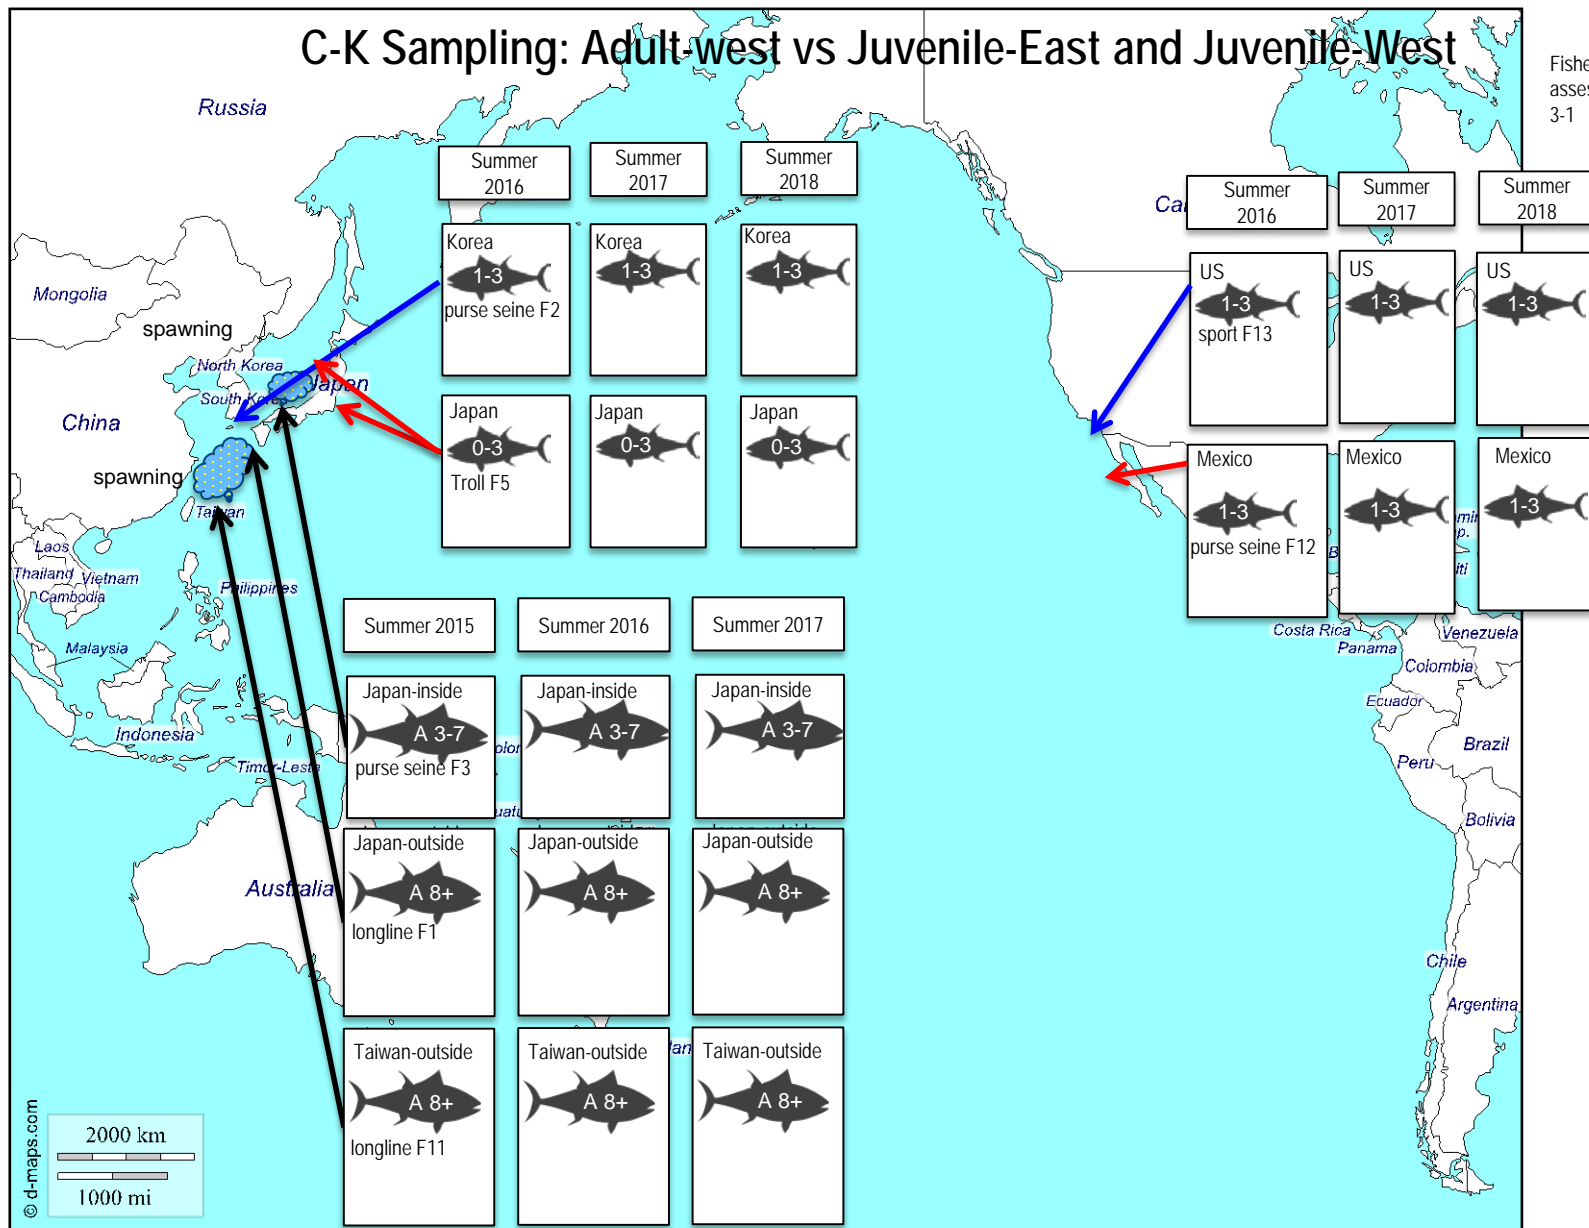 C-K Sampling: Adult-west vs Juvenile-East and Juvenile-West
Russia
Mongolia
spawning
North Korea
South Kore
Japan
China
spawning
Taiwan
Laos
Thailand
Vietnam
Cambodia
Philippines
Malaysia
Indonesia
Timor-Leste
Australia
Summer
2016
Summer
2017
Summer
2018
Korea
1-3
purse seine F2
Korea
1-3
Korea
1-3
Japan
0-3
Troll F5
Japan
0-3
Japan
0-3
Summer 2015
Summer 2016
Summer 2017
Japan-inside
A 3-7
purse seine F3
Japan-inside
A 3-7
Japan-inside
A 3-7
Japan-outside
A 8+
longline F1
Japan-outside
A 8+
Japan-outside
A 8+
Taiwan-outside
A 8+
longline F11
Taiwan-outside
A 8+
Taiwan-outside
A 8+
Fishe
asses
3-1
Summer
2016
Summer
2017
Summer
2018
US
1-3
sport F13
US
1-3
US
1-3
Mexico
1-3
purse seine F12
Mexico
1-3
Mexico
1-3
Costa Rica
Panama
Venezuela
Colombia
Ecuador
Peru
Brazil
Bolivia
Chile
Argentina
2000 km
1000 mi
© d-maps.com